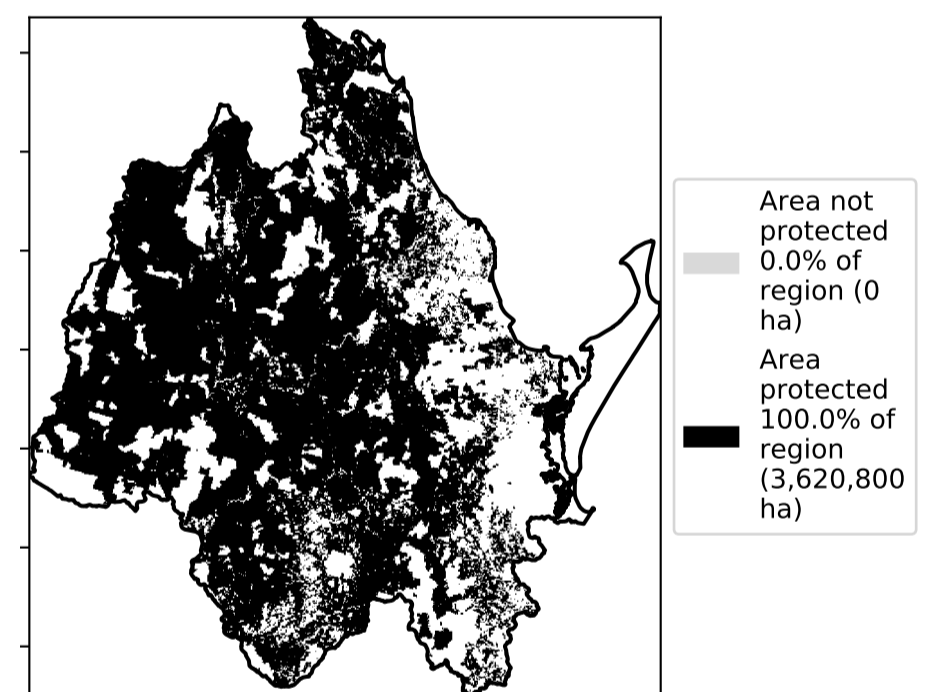 Area not
protected
0.0% of
region (0
ha)
Area
protected
100.0% of
region
(3,620,800
ha)